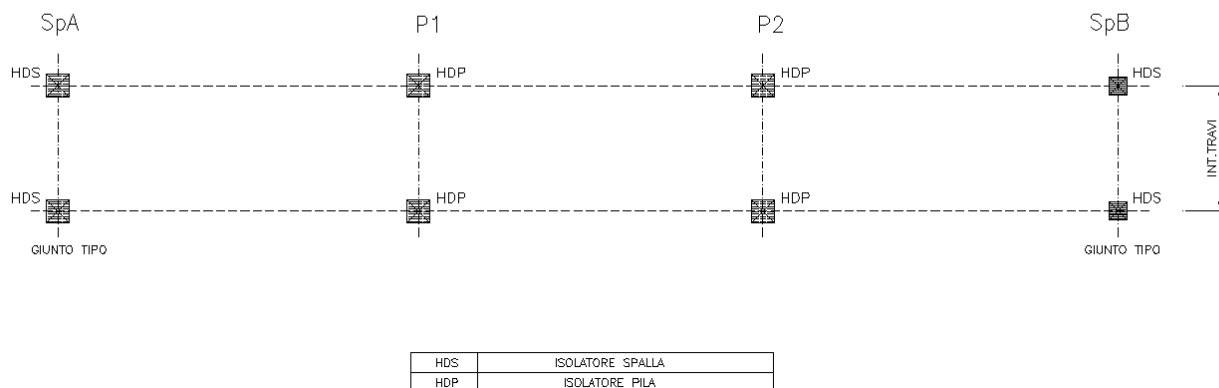 SpA P1 P2 SpB
HDS HDP HDP HDS
INT.TRAVI
HDS HDP HDP HDS
GIUNTO TIPO GIUNTO TIPO
HDS ISOLATORE SPALLA
HDP ISOLATORE PILA